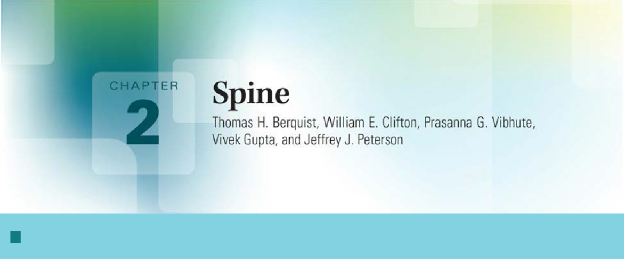 CHAPTER
2
Spine
Thomas H. Berquist, William E. Clifton, Prasanna G. Vibhute,
Vivek Gupta, and Jeffrey J. Peterson